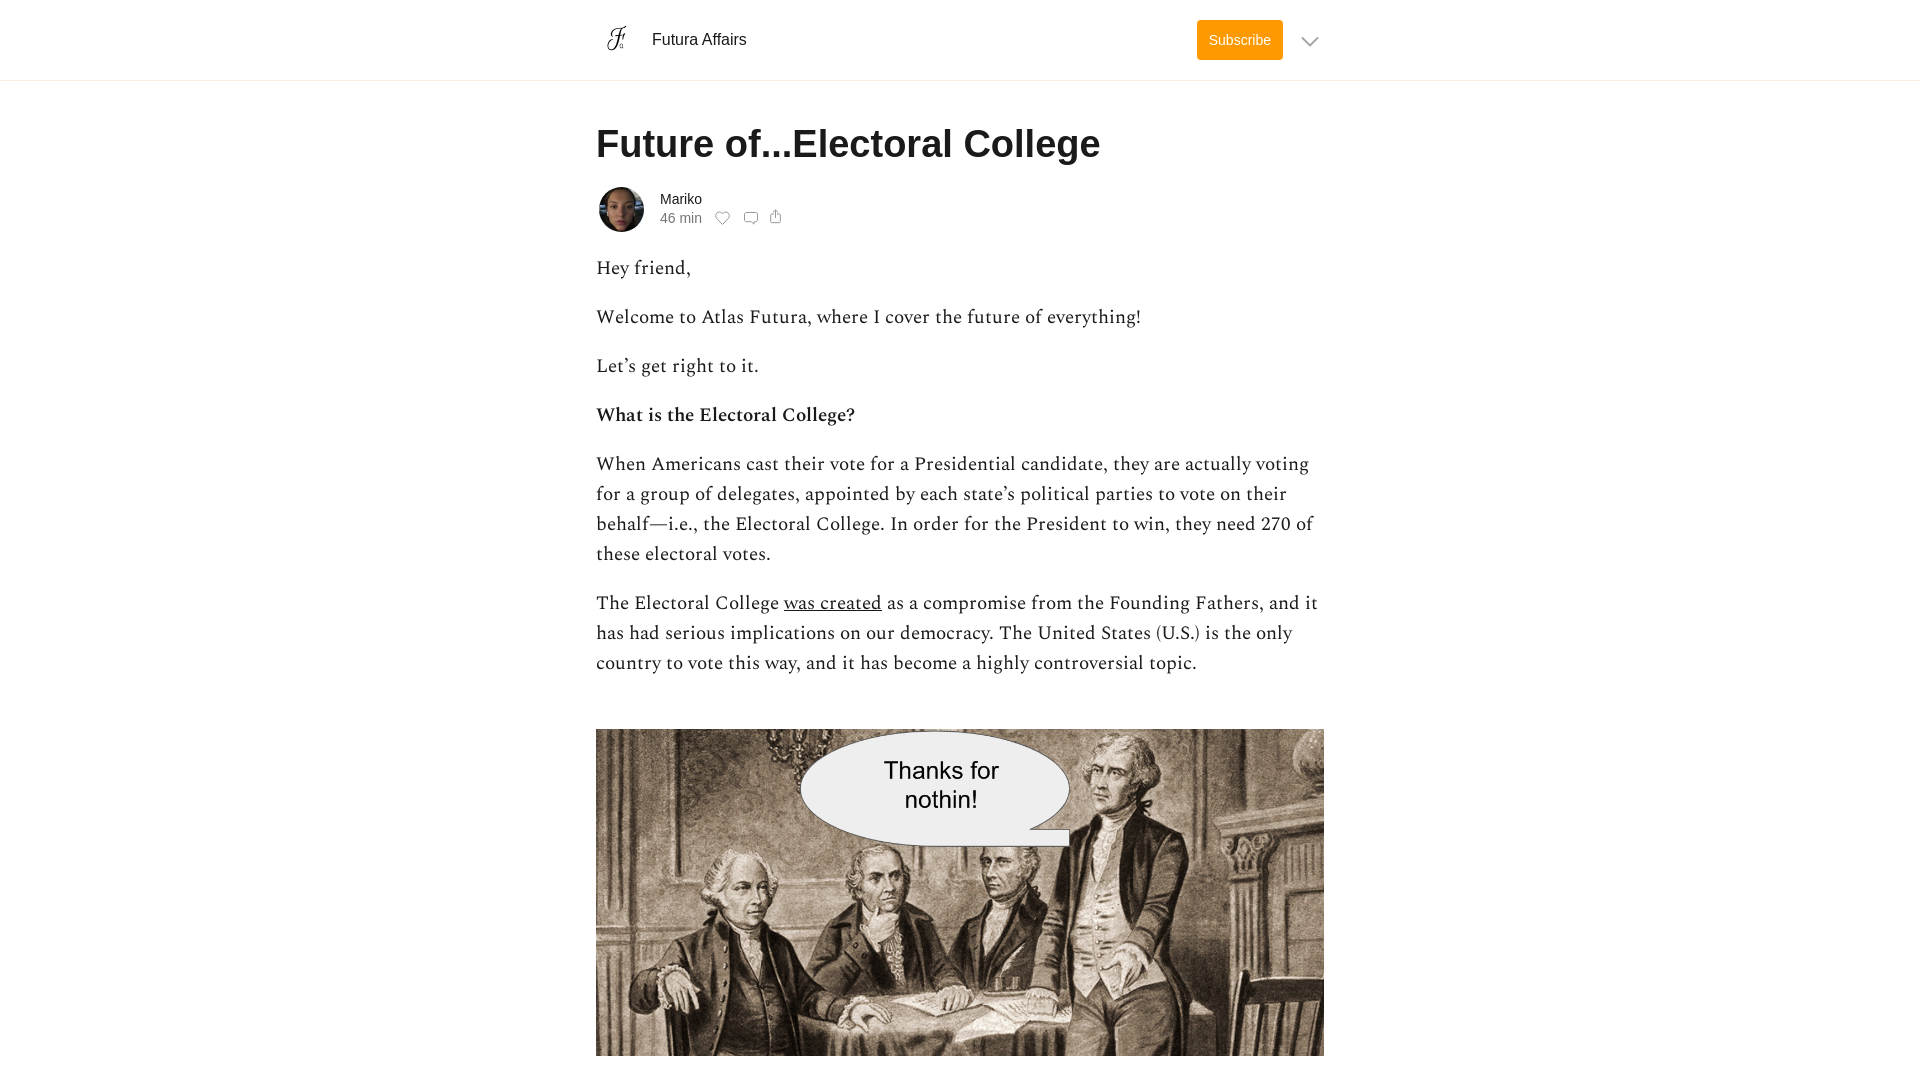 Futura Affairs
Subscribe
Future of...Electoral College
Mariko
46 min
Hey friend,
Welcome to Atlas Futura, where I cover the future of everything!
Let’s get right to it.
What is the Electoral College?
When Americans cast their vote for a Presidential candidate, they are actually voting
for a group of delegates, appointed by each state’s political parties to vote on their
behalf—i.e., the Electoral College. In order for the President to win, they need 270 of
these electoral votes.
The Electoral College was created as a compromise from the Founding Fathers, and it
has had serious implications on our democracy. The United States (U.S.) is the only
country to vote this way, and it has become a highly controversial topic.
Thanks for
nothin!